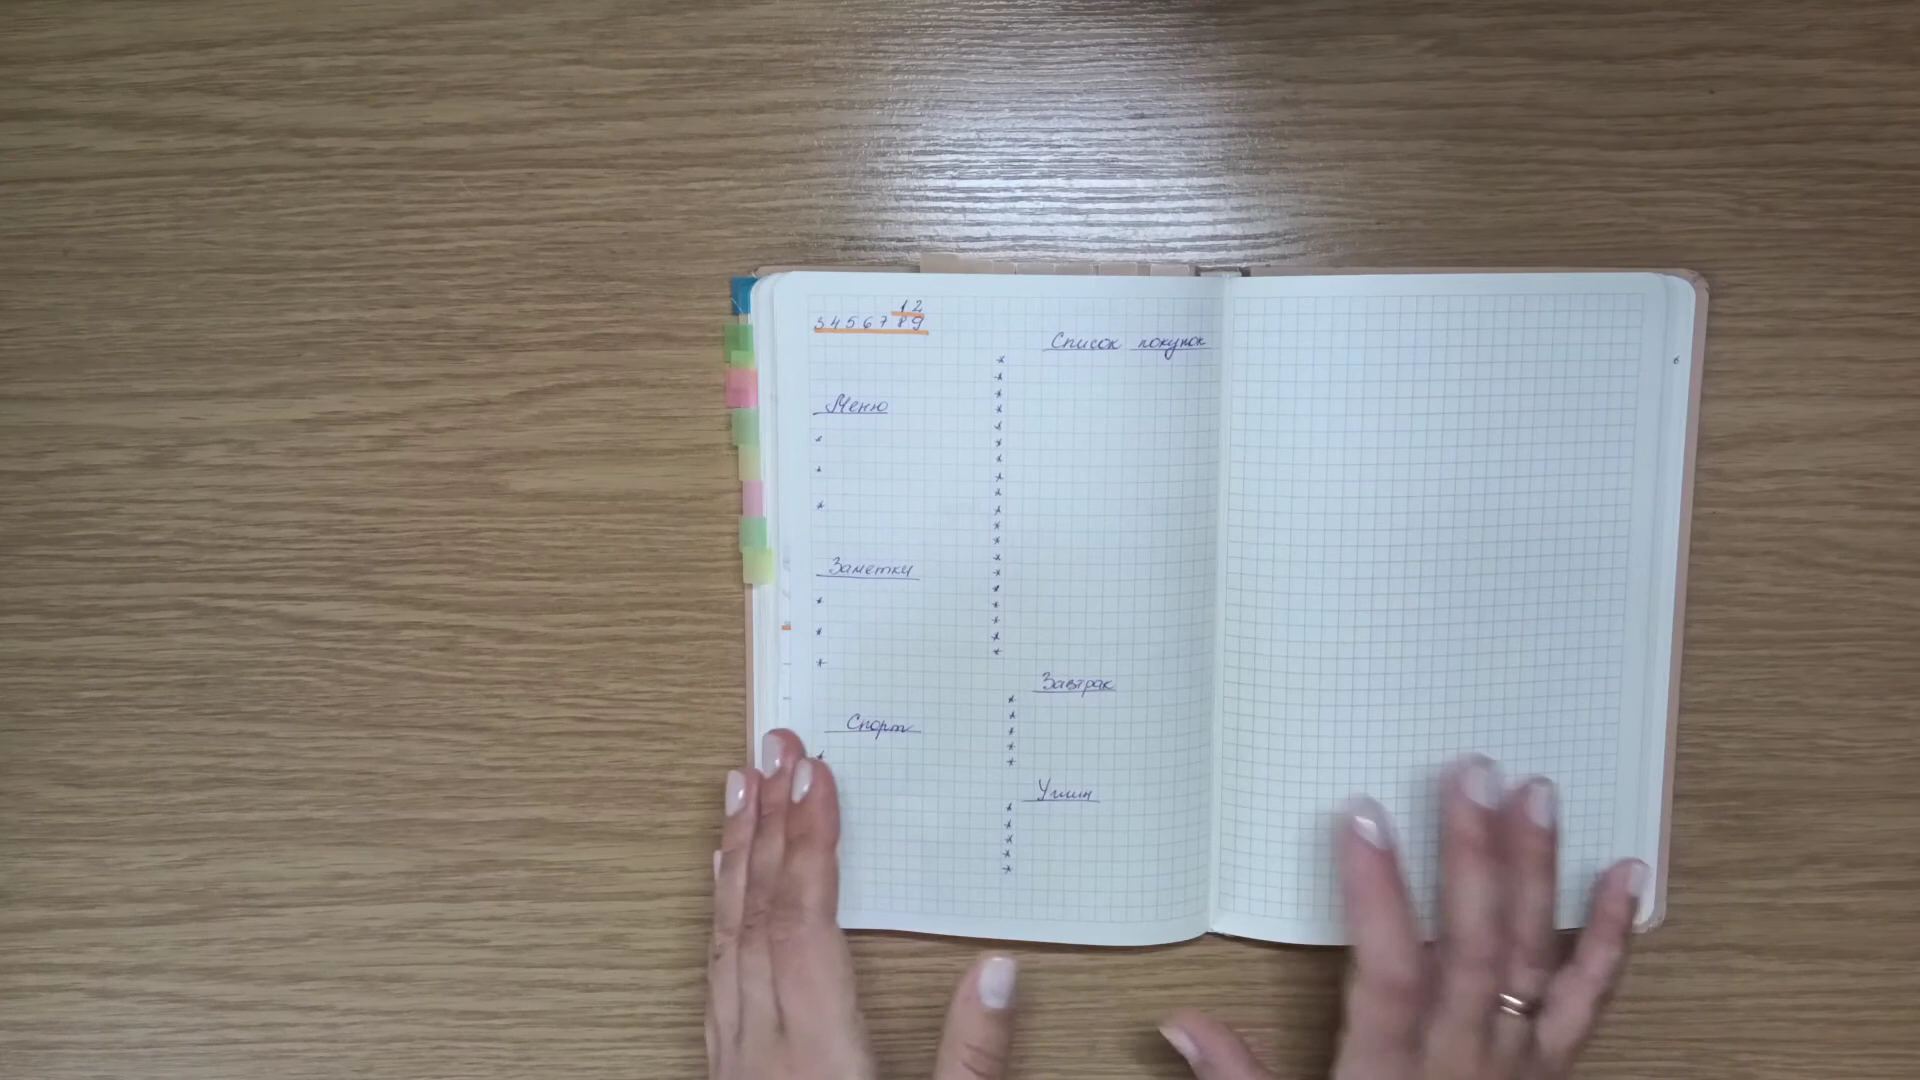 1 2
3 4 5 6 7 8 9
Список покупок
Меню
Заметки
Спорт
Завтрак
Ужин